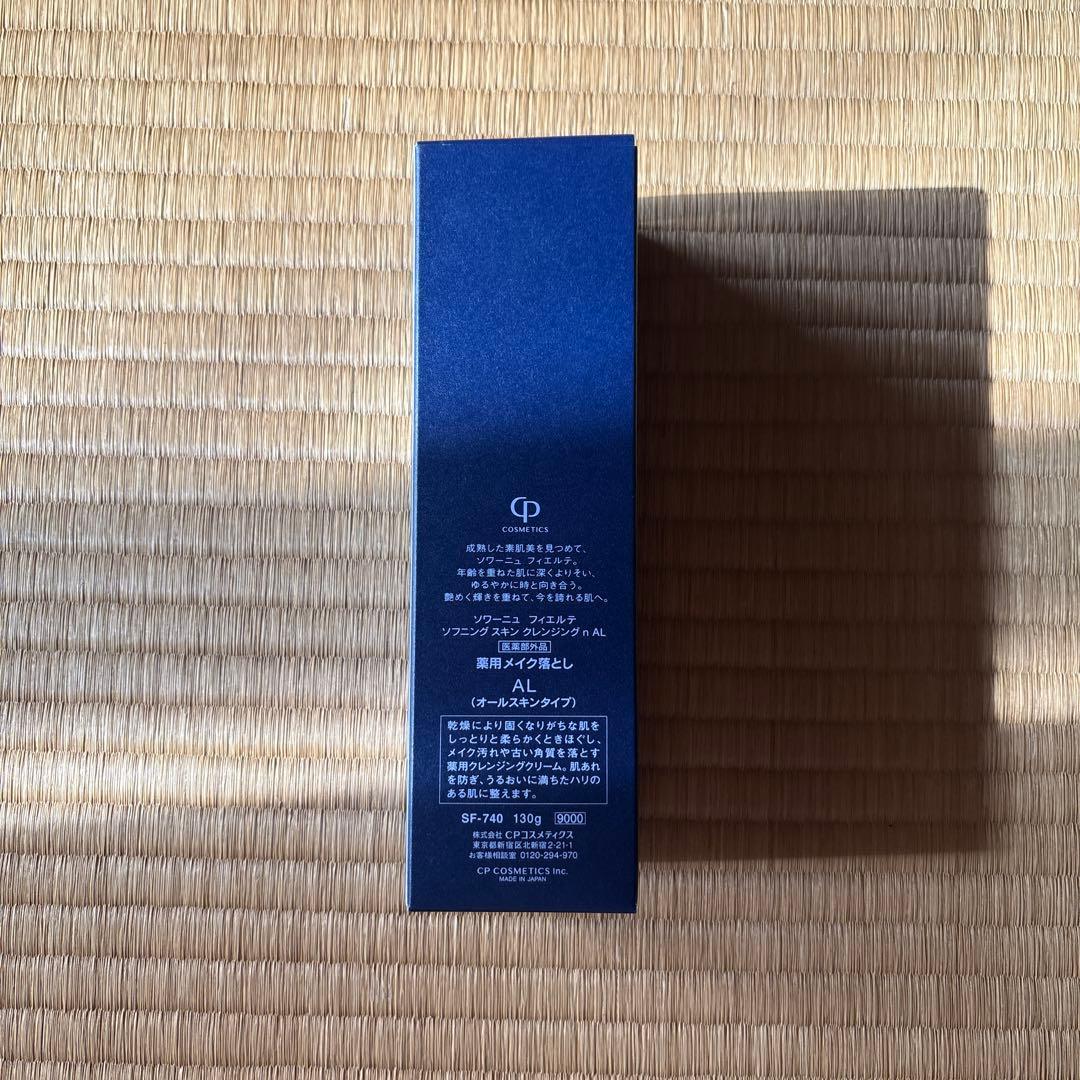 CP
COSMETICS
成熟した素肌美を見つめて、
ソワーニュ フィエルテ。
年齢を重ねた肌に深くよりそい、
ゆるやかに時と向き合う。
艶めく輝きを重ねて、今を誇れる肌へ。
ソワーニュ フィエルテ
ソフニング スキン クレンジング n AL
医薬部外品
薬用メイク落とし
AL
（オールスキンタイプ）
乾燥により固くなりがちな肌を
しっとりと柔らかくときほぐし、
メイク汚れや古い角質を落とす
薬用クレンジングクリーム。肌あれ
を防ぎ、うるおいに満ちたハリの
ある肌に整えます。
SF-740 130g 9000
株式会社 CPコスメティクス
東京都新宿区北新宿2-21-1
お客様相談室 0120-294-970
CP COSMETICS Inc.
MADE IN JAPAN